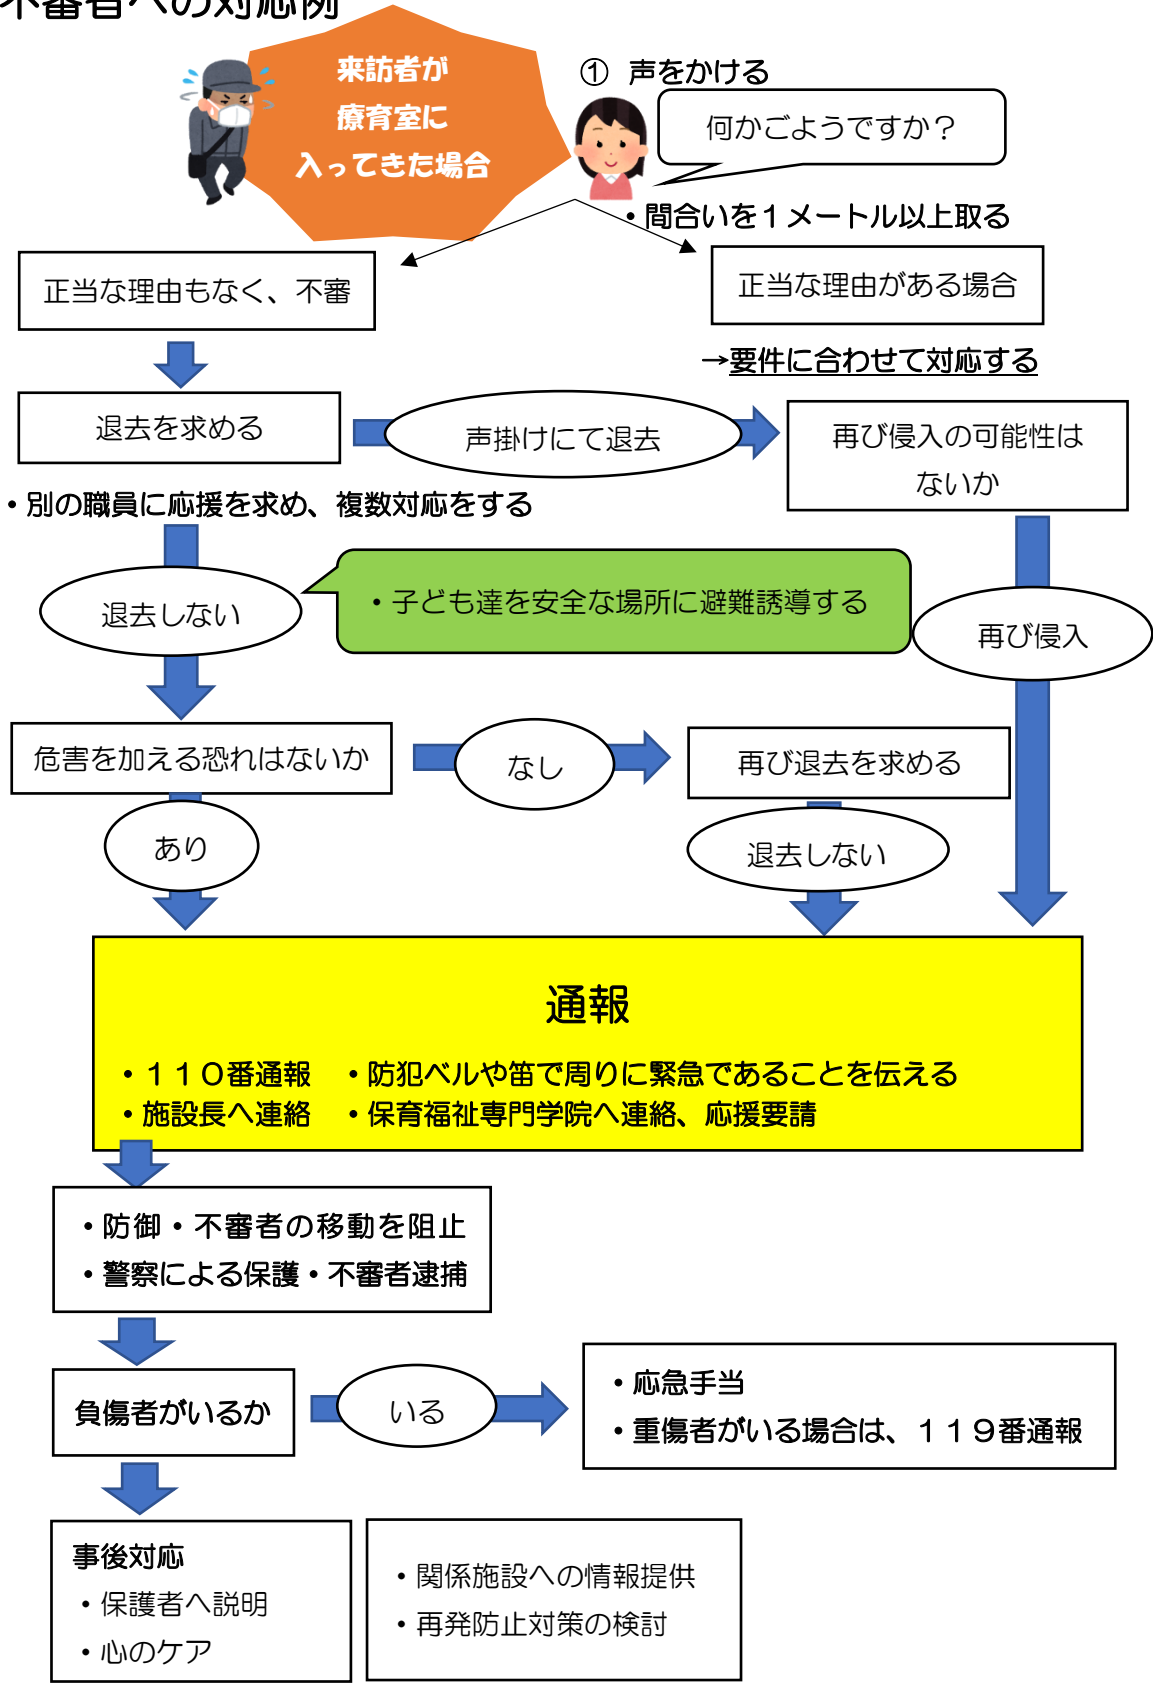 不審者への対応例
来訪者が
療育室に
入ってきた場合
① 声をかける
何かごようですか？
・間合いを１メートル以上取る
正当な理由もなく、不審
正当な理由がある場合
→要件に合わせて対応する
退去を求める
声掛けにて退去
再び侵入の可能性は
ないか
・別の職員に応援を求め、複数対応をする
退去しない
・子ども達を安全な場所に避難誘導する
再び侵入
危害を加える恐れはないか
なし
再び退去を求める
あり
退去しない
通報
・１１０番通報　・防犯ベルや笛で周りに緊急であることを伝える
・施設長へ連絡　・保育福祉専門学院へ連絡、応援要請
・防御・不審者の移動を阻止
・警察による保護・不審者逮捕
負傷者がいるか
いる
・応急手当
・重傷者がいる場合は、１１９番通報
事後対応
・保護者へ説明
・心のケア
・関係施設への情報提供
・再発防止対策の検討